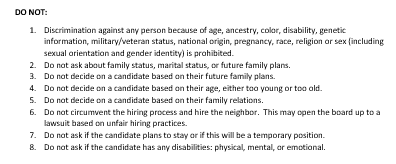 DO NOT:
1. Discrimination against any person because of age, ancestry, color, disability, genetic
information, military/veteran status, national origin, pregnancy, race, religion or sex (including
sexual orientation and gender identity) is prohibited.
2. Do not ask about family status, marital status, or future family plans.
3. Do not decide on a candidate based on their future family plans.
4. Do not decide on a candidate based on their age, either too young or too old.
5. Do not decide on a candidate based on their family relations.
6. Do not circumvent the hiring process and hire the neighbor. This may open the board up to a
lawsuit based on unfair hiring practices.
7. Do not ask if the candidate plans to stay or if this will be a temporary position.
8. Do not ask if the candidate has any disabilities: physical, mental, or emotional.